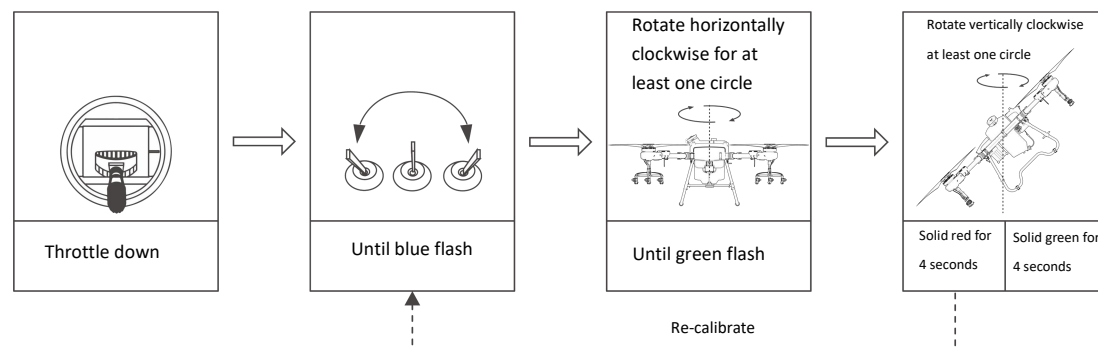 Throttle down
Until blue flash
Rotate horizontally
clockwise for at
least one circle
Until green flash
Rotate vertically clockwise
at least one circle
Solid red for
4 seconds
Solid green for
4 seconds
Re-calibrate